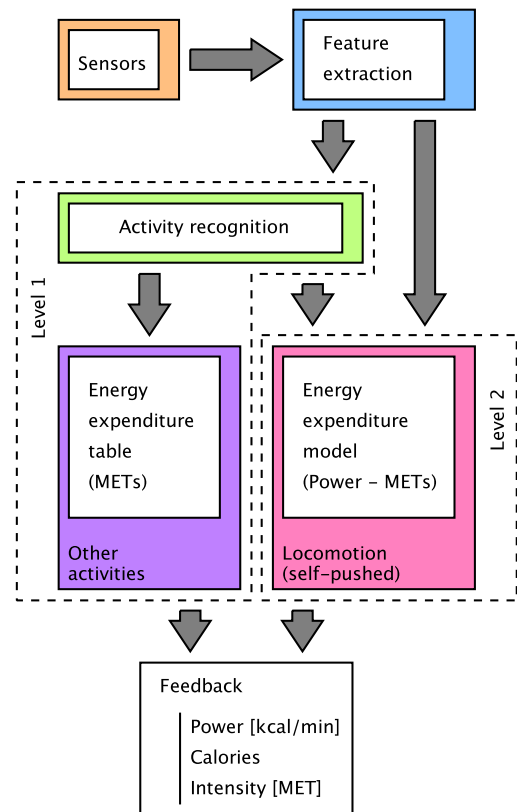 Sensors
Feature
extraction
Activity recognition
Level 1
Energy
expenditure
table
(METs)
Other
activities
Energy
expenditure
model
(Power - METs)
Locomotion
(self-pushed)
Level 2
Feedback
Power [kcal/min]
Calories
Intensity [MET]